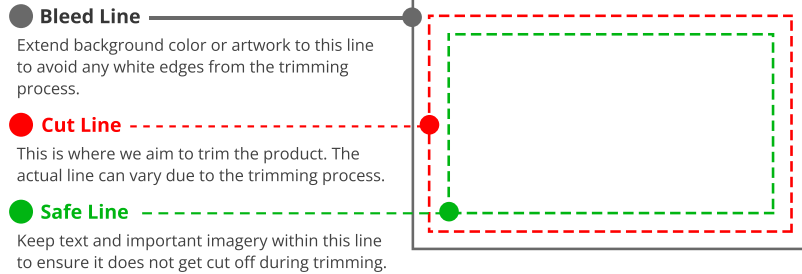 Bleed Line
Extend background color or artwork to this line
to avoid any white edges from the trimming
process.
Cut Line
This is where we aim to trim the product. The
actual line can vary due to the trimming process.
Safe Line
Keep text and important imagery within this line
to ensure it does not get cut off during trimming.